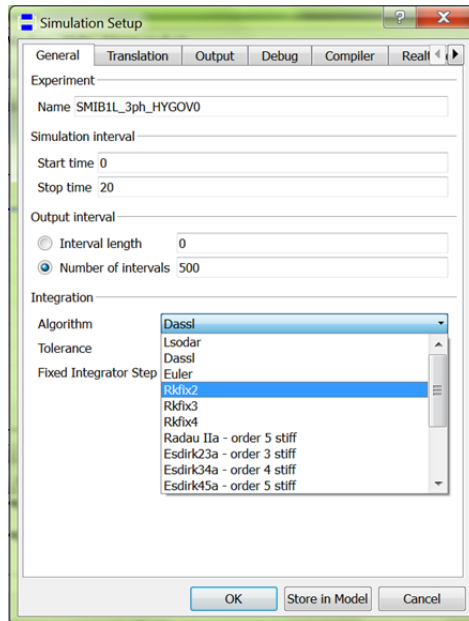 Simulation Setup
General Translation Output Debug Compiler
Experiment
Name SMIB1L_3ph_HYGOV0
Simulation interval
Start time 0
Stop time 20
Output interval
Interval length 0
Number of intervals 500
Integration
Algorithm Dassl
Tolerance
Fixed Integrator Step
Lsodar
Dassl
Euler
Rkfix2
Rkfix3
Rkfix4
Radau IIa - order 5 stiff
Esdirk23a - order 3 stiff
Esdirk34a - order 4 stiff
Esdirk45a - order 5 stiff
OK Store in Model Cancel